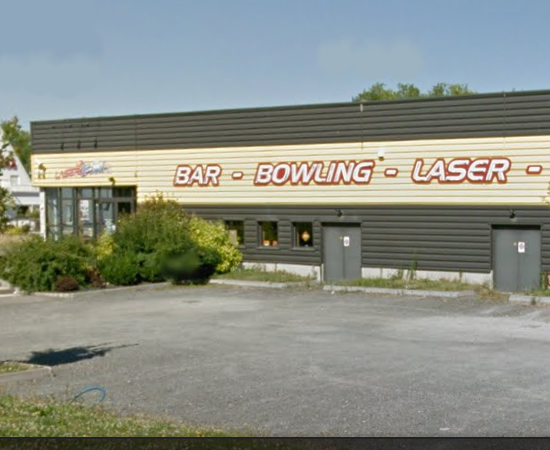 BAR - BOWLING - LASER -